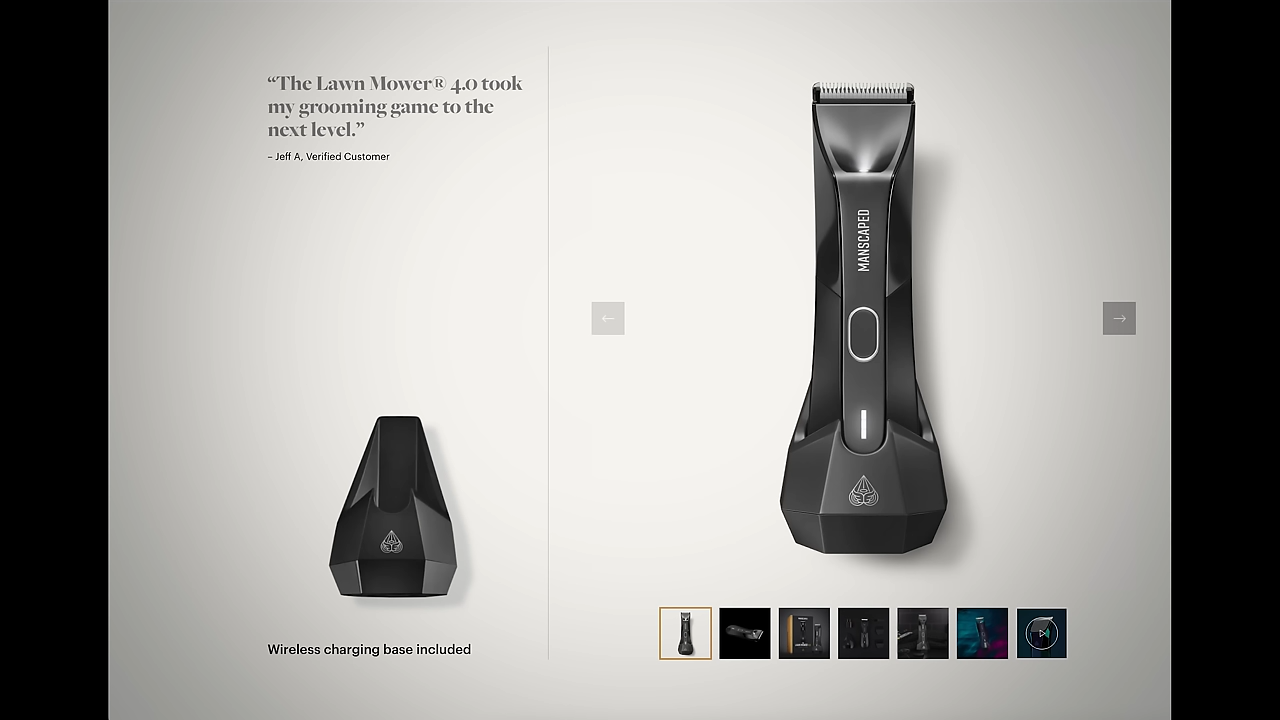 “The Lawn Mower® 4.0 took
my grooming game to the
next level.”
– Jeff A, Verified Customer
MANSCAPED
Wireless charging base included